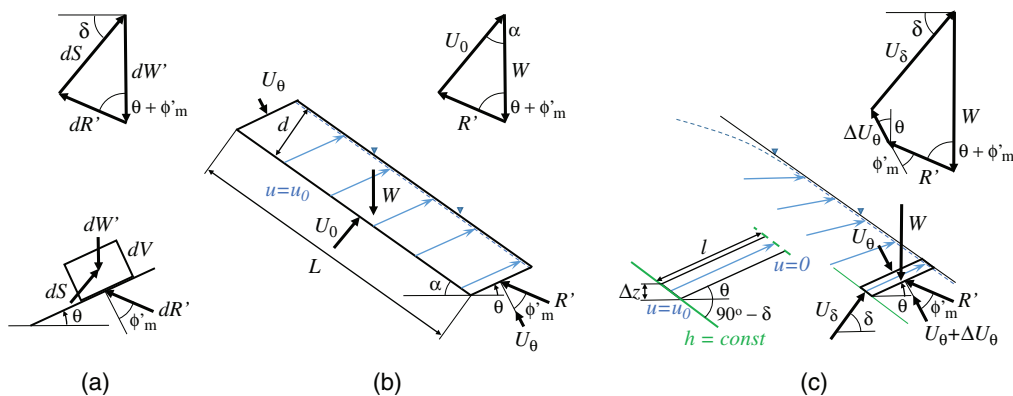 δ
dS
dW'
θ + ϕ'm
dR'
dW'
dV
dS
θ
ϕ'm
dR'
(a)
U0
α
W
θ + ϕ'm
R'
Uθ
d
u=u0
W
U0
L
α
θ
ϕ'm
R'
Uθ
(b)
δ
Uδ
W
ΔUθ
θ
ϕ'm
θ + ϕ'm
R'
W
Uθ
l
u=0
Δz
u=u0
θ
90º – δ
h = const
Uδ
δ
θ
ϕ'm
R'
Uθ+ΔUθ
(c)